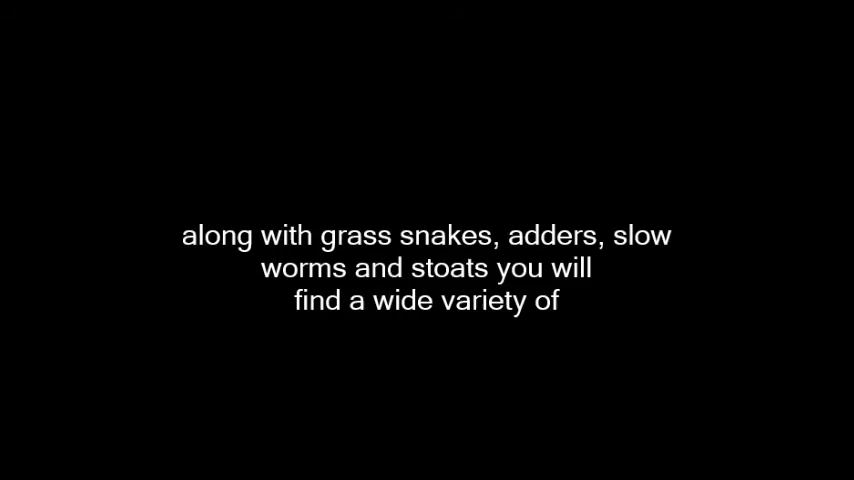 along with grass snakes, adders, slow
worms and stoats you will
find a wide variety of